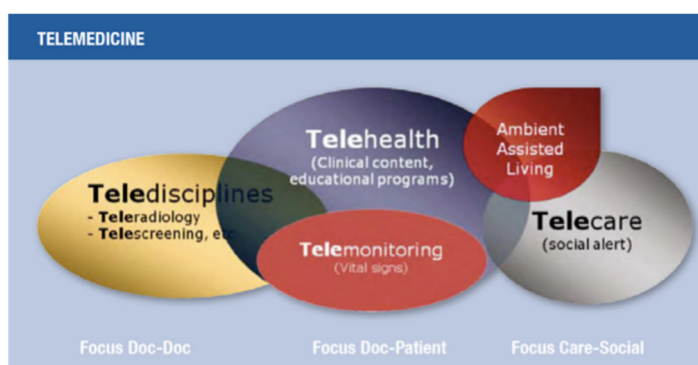 TELEMEDICINE
Telehealth
(Clinical content,
educational programs)
Ambient
Assisted
Living
Teledisciplines
- Teleradiology
- Telescreening, etc
Telemonitoring
(Vital signs)
Telecare
(social alert)
Focus Doc-Doc
Focus Doc-Patient
Focus Care-Social